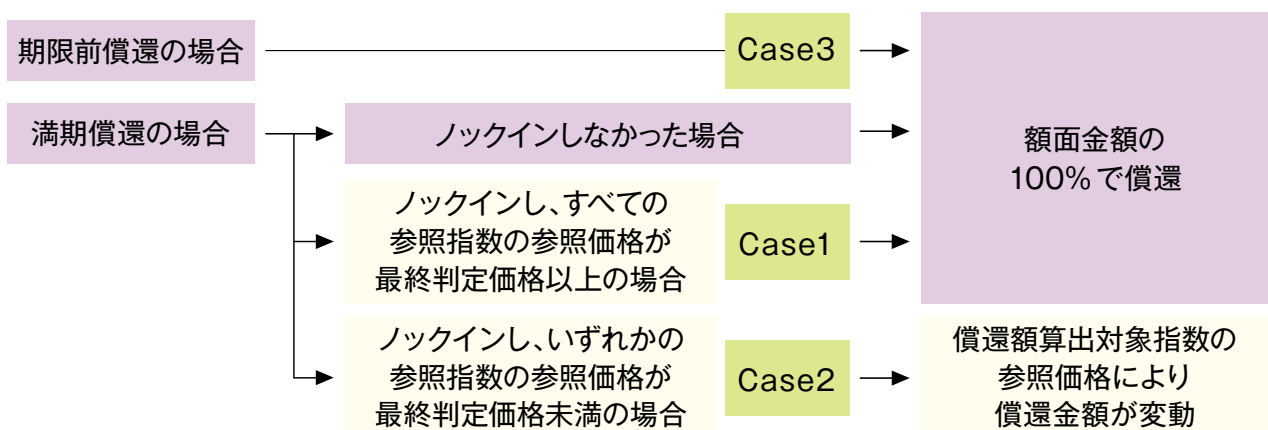 期限前償還の場合
Case3
満期償還の場合
ノックインしなかった場合
額面金額の
100%で償還
ノックインし、すべての
参照指数の参照価格が
最終判定価格以上の場合
Case1
ノックインし、いずれかの
参照指数の参照価格が
最終判定価格未満の場合
Case2
償還額算出対象指数の
参照価格により
償還金額が変動